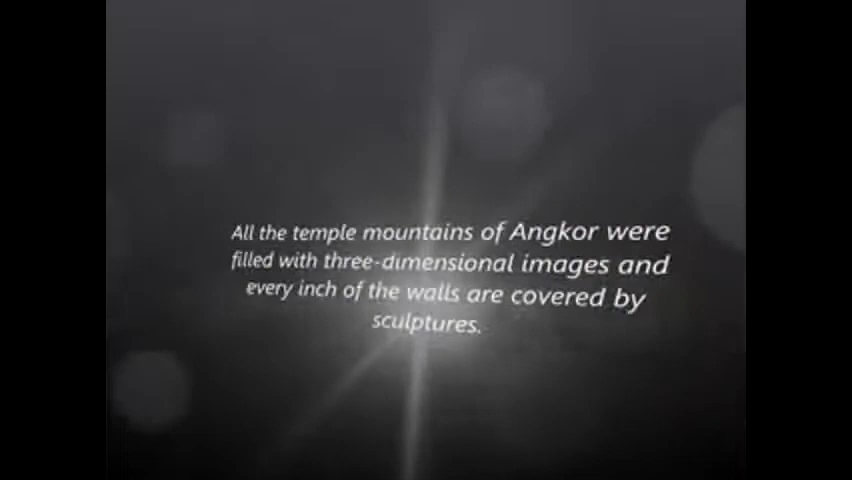 All the temple mountains of Angkor were
filled with three-dimensional images and
every inch of the walls are covered by
sculptures.